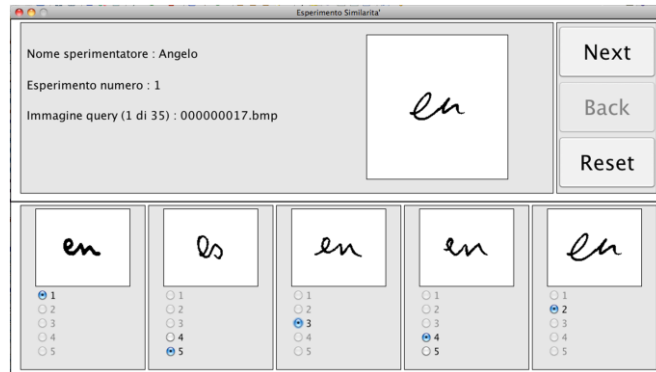 Esperimento Similarita'
Nome sperimentatore : Angelo
Esperimento numero : 1
Immagine query (1 di 35) : 000000017.bmp
en
Next
Back
Reset
en
es
en
en
en
1
2
3
4
5
1
2
3
4
5
1
2
3
4
5
1
2
3
4
5
1
2
3
4
5